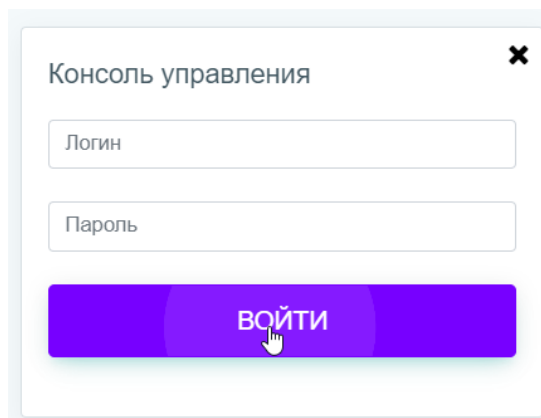 Консоль управления
Логин
Пароль
ВОЙТИ